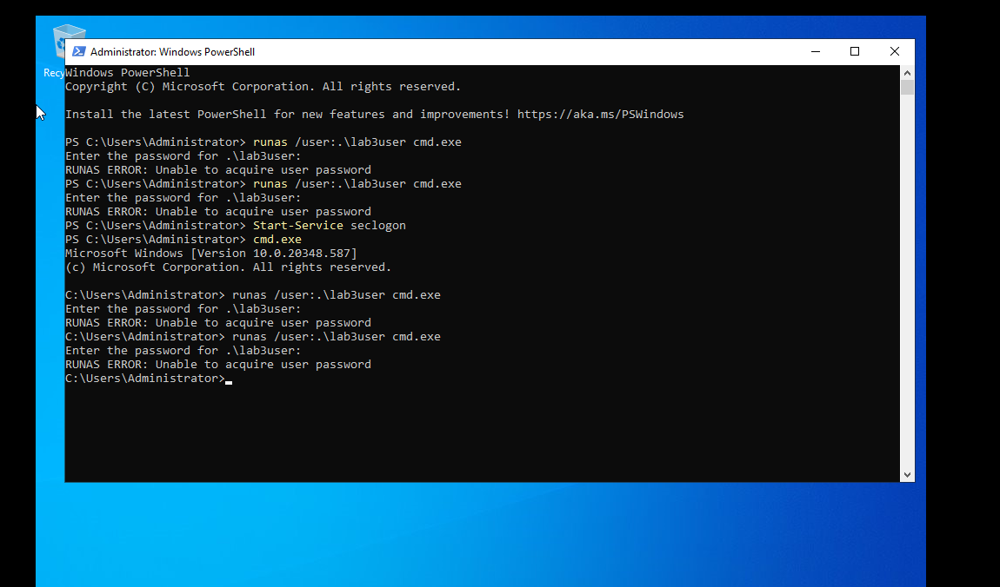 Administrator: Windows PowerShell
Recy
Windows PowerShell
Copyright (C) Microsoft Corporation. All rights reserved.
Install the latest PowerShell for new features and improvements! https://aka.ms/PSWindows
PS C:\Users\Administrator> runas /user:.\lab3user cmd.exe
Enter the password for .\lab3user:
RUNAS ERROR: Unable to acquire user password
PS C:\Users\Administrator> runas /user:.\lab3user cmd.exe
Enter the password for .\lab3user:
RUNAS ERROR: Unable to acquire user password
PS C:\Users\Administrator> Start-Service seclogon
PS C:\Users\Administrator> cmd.exe
Microsoft Windows [Version 10.0.20348.587]
(c) Microsoft Corporation. All rights reserved.
C:\Users\Administrator> runas /user:.\lab3user cmd.exe
Enter the password for .\lab3user:
RUNAS ERROR: Unable to acquire user password
C:\Users\Administrator> runas /user:.\lab3user cmd.exe
Enter the password for .\lab3user:
RUNAS ERROR: Unable to acquire user password
C:\Users\Administrator>